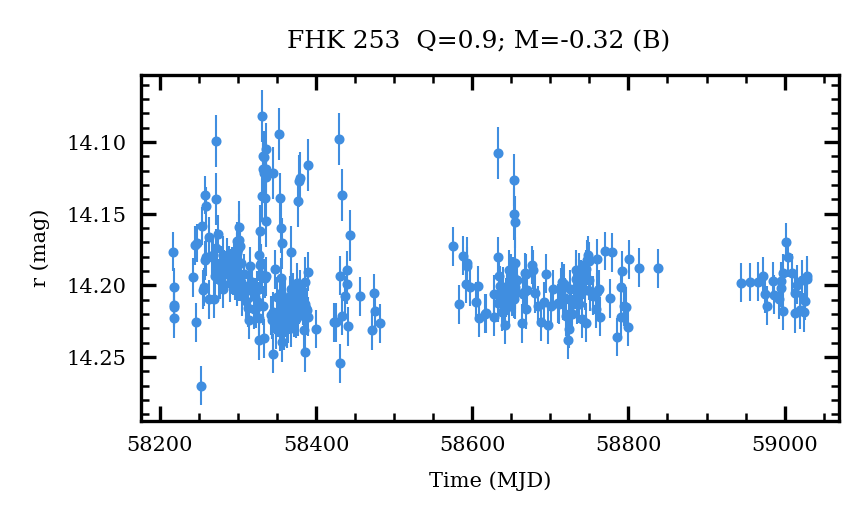 FHK 253  Q=0.9; M=-0.32 (B)
r (mag)
14.10
14.15
14.20
14.25
58200 58400 58600 58800 59000
Time (MJD)